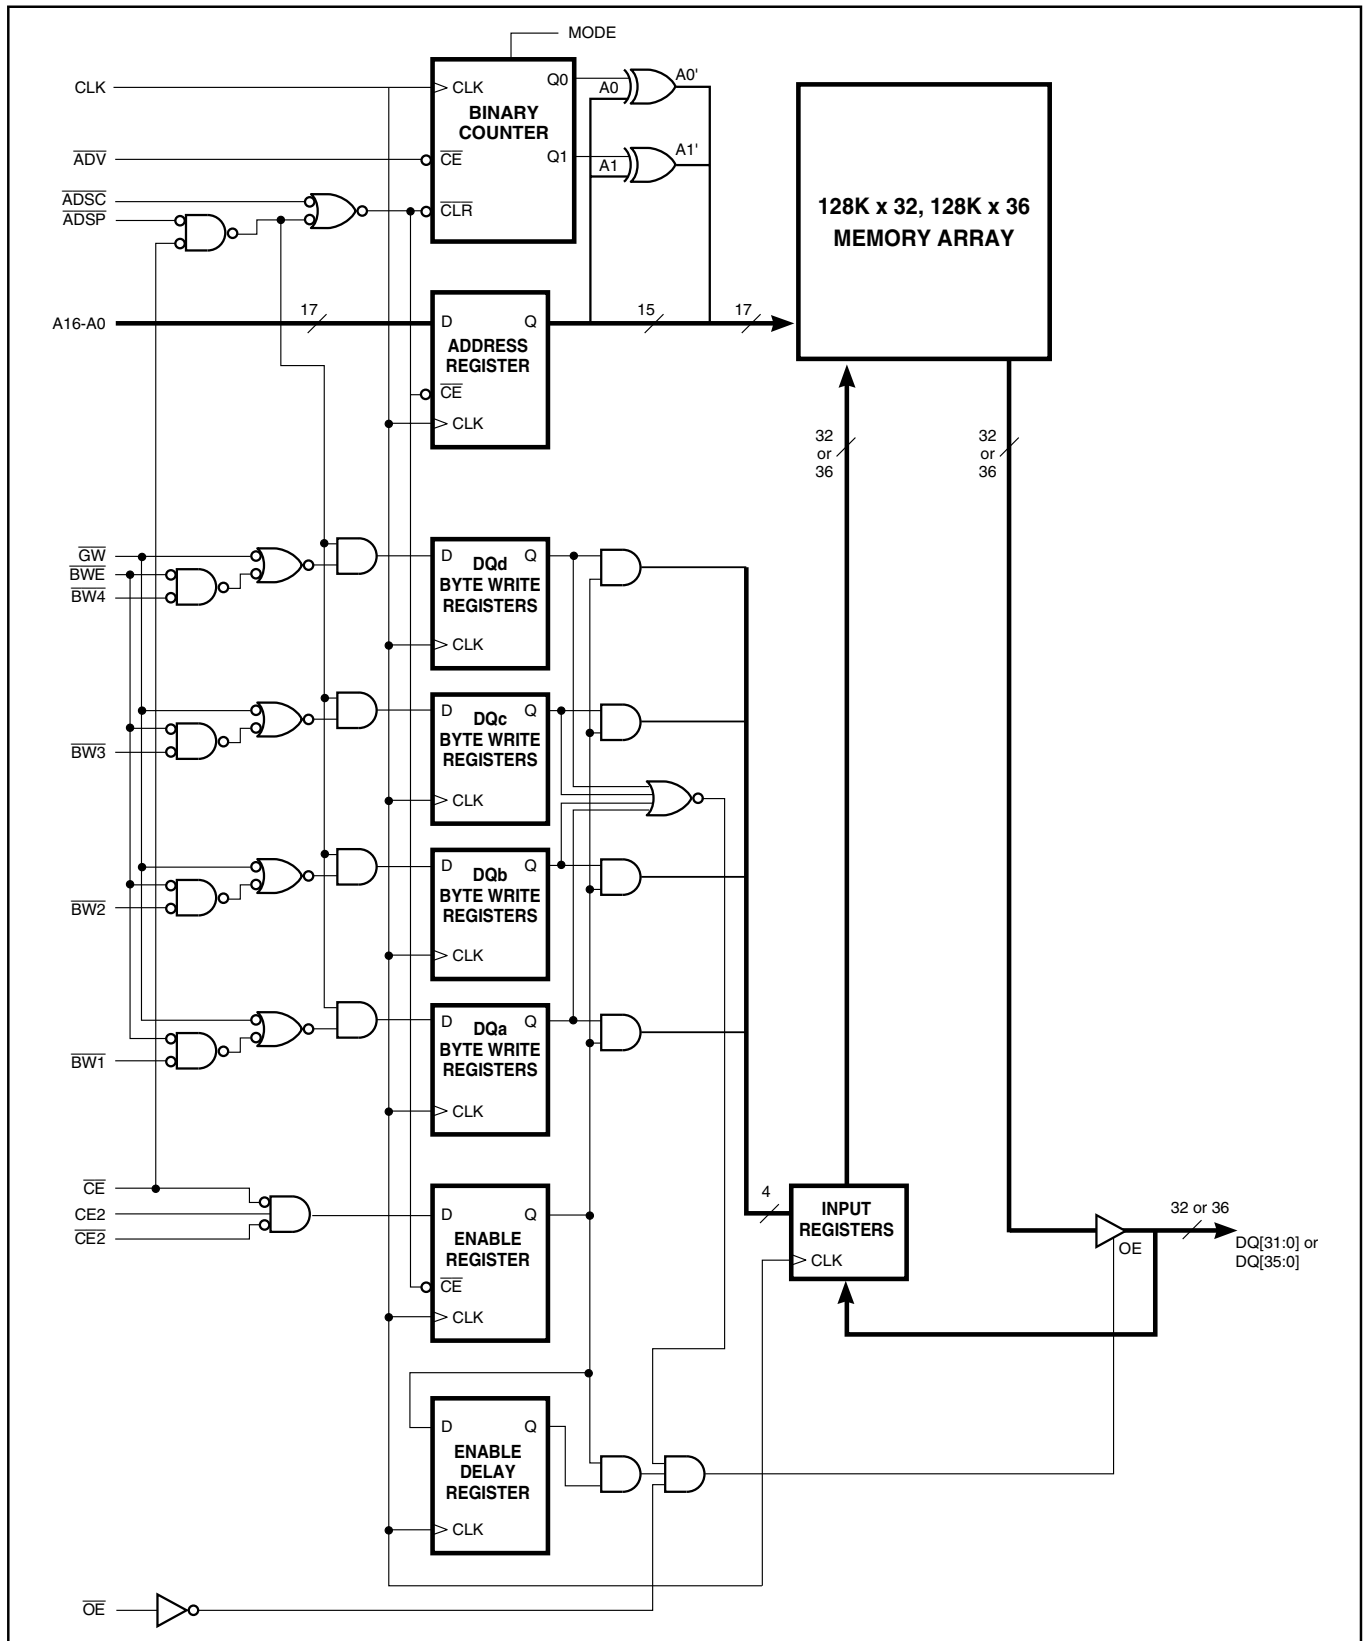 MODE
CLK
CLK
Q0
A0
A0'
BINARY
COUNTER
ADV
CE
Q1
A1
A1'
ADSC
ADSP
CLR
128K x 32, 128K x 36
MEMORY ARRAY
A16-A0
17
D
Q
15
17
ADDRESS
REGISTER
CE
CLK
32
or
36
32
or
36
GW
BWE
BW4
D
Q
DQd
BYTE WRITE
REGISTERS
CLK
BW3
D
Q
DQc
BYTE WRITE
REGISTERS
CLK
BW2
D
Q
DQb
BYTE WRITE
REGISTERS
CLK
BW1
D
Q
DQa
BYTE WRITE
REGISTERS
CLK
CE
CE2
CE2
D
Q
ENABLE
REGISTER
CE
CLK
4
INPUT
REGISTERS
CLK
OE
32 or 36
DQ[31:0] or
DQ[35:0]
D
Q
ENABLE
DELAY
REGISTER
CLK
OE